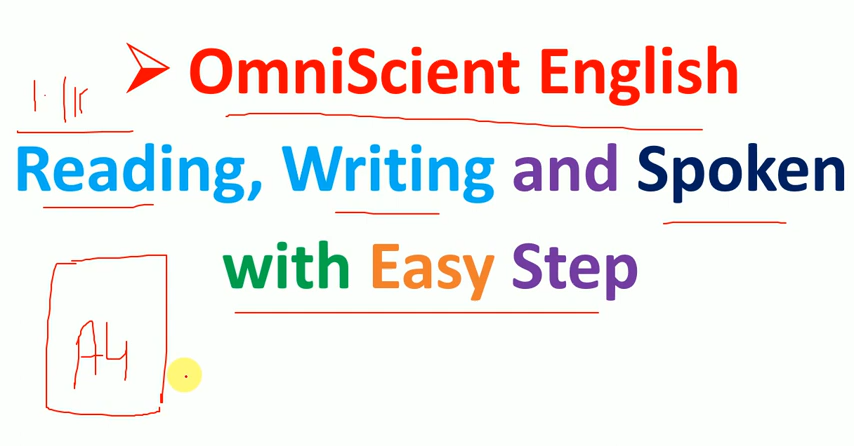 OmniScient English
Reading, Writing and Spoken
with Easy Step
A4